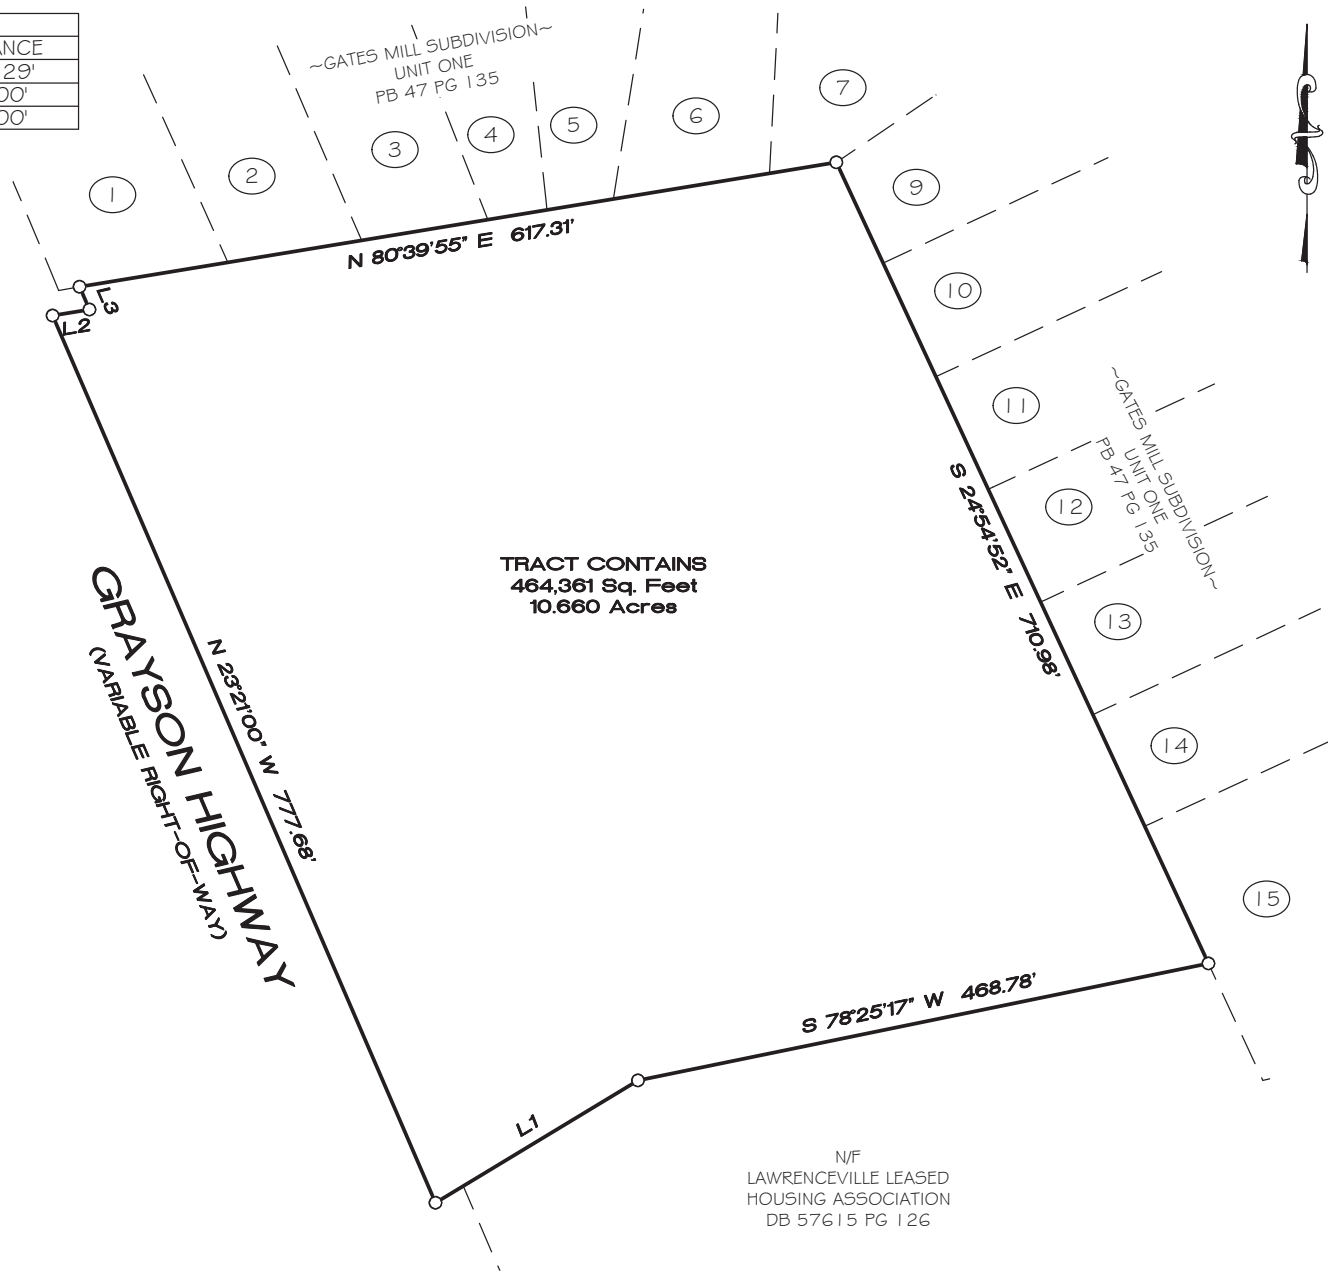 ANCE
29'
00'
00'
~GATES MILL SUBDIVISION~
UNIT ONE
PB 47 PG 135
1
2
3
4
5
6
7
9
10
11
12
13
14
15
N 80°39'55" E 617.31'
L3
L2
~GATES MILL SUBDIVISION~
UNIT ONE
PB 47 PG 135
S 24°54'52" E 710.98'
TRACT CONTAINS
464,361 Sq. Feet
10.660 Acres
GRAYSON HIGHWAY
(VARIABLE RIGHT-OF-WAY)
N 23°21'00" W 777.68'
S 78°25'17" W 468.78'
L1
N/F
LAWRENCEVILLE LEASED
HOUSING ASSOCIATION
DB 57615 PG 126